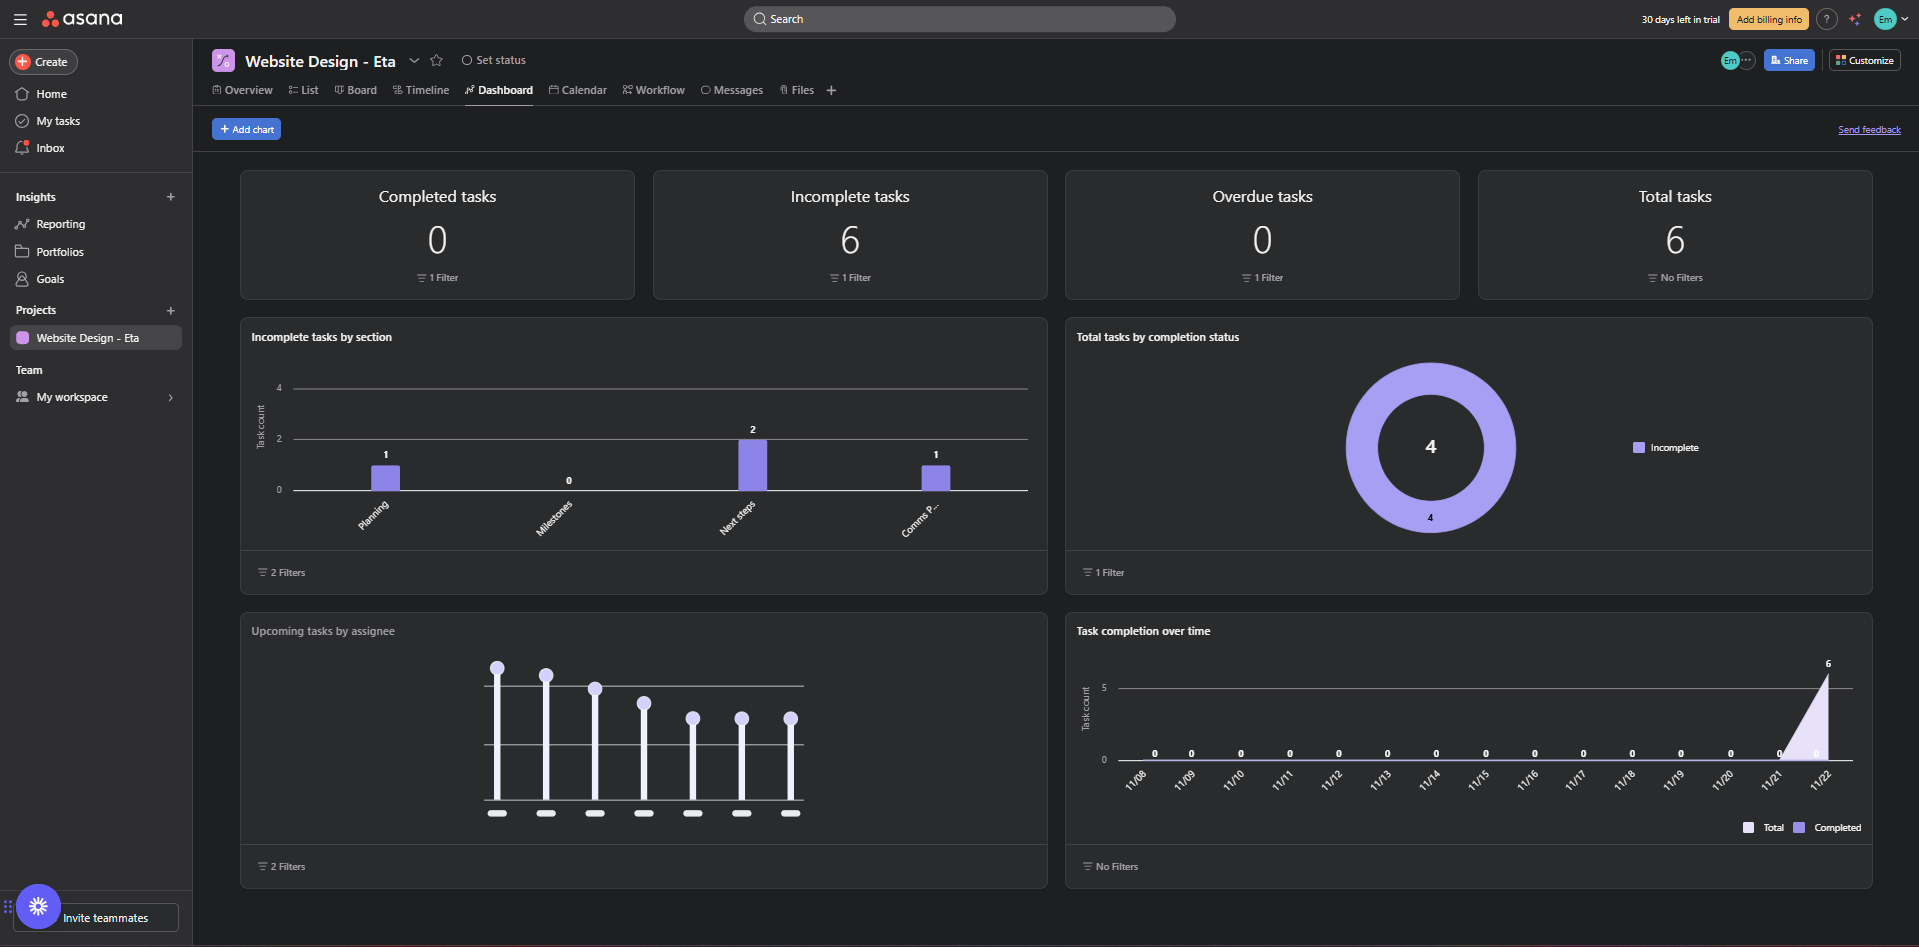 asana
Search
30 days left in trial
Add billing info
?
Em
Create
Home
My tasks
Inbox
Insights
Reporting
Portfolios
Goals
Projects
Website Design - Eta
Team
My workspace
Invite teammates
Website Design - Eta
Set status
Em
Share
Customize
Overview
List
Board
Timeline
Dashboard
Calendar
Workflow
Messages
Files
+ Add chart
Send feedback
Completed tasks
0
1 Filter
Incomplete tasks
6
1 Filter
Overdue tasks
0
1 Filter
Total tasks
6
No Filters
Incomplete tasks by section
Task count
4
2
0
1
0
2
1
Planning
Milestones
Next steps
Comms P...
2 Filters
Total tasks by completion status
4
4
Incomplete
1 Filter
Upcoming tasks by assignee
2 Filters
Task completion over time
Task count
5
0
6
0 0 0 0 0 0 0 0 0 0 0 0 0 0 0
11/08 11/09 11/10 11/11 11/12 11/13 11/14 11/15 11/16 11/17 11/18 11/19 11/20 11/21 11/22
Total
Completed
No Filters